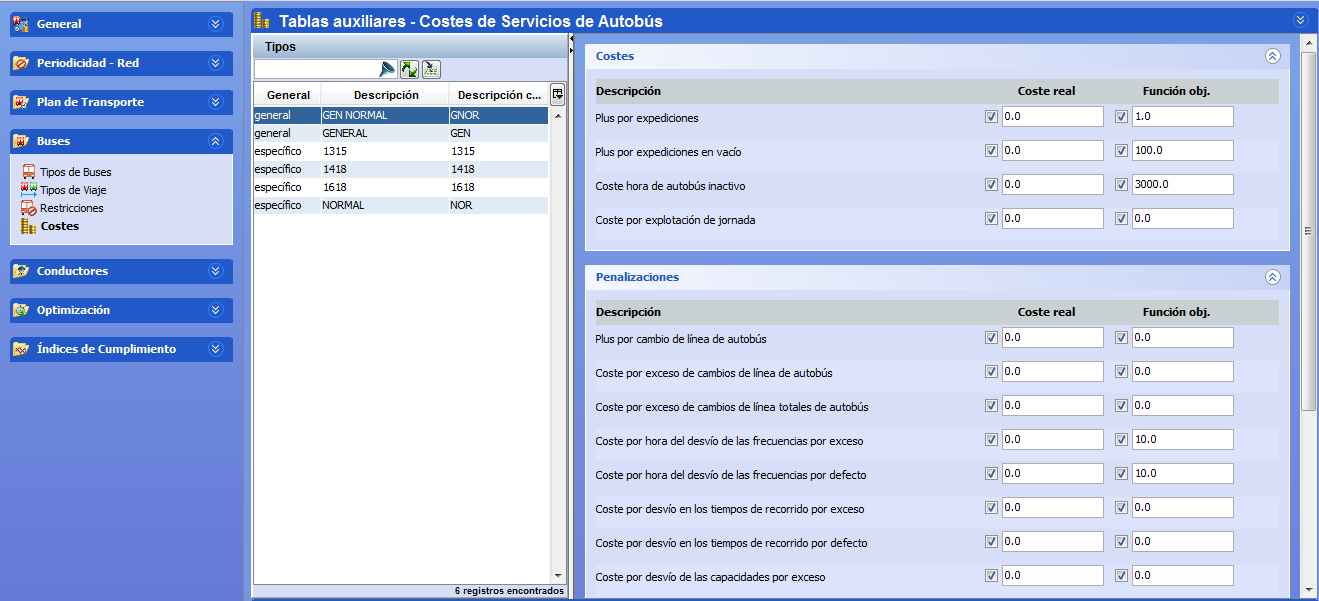 General
Periodicidad - Red
Plan de Transporte
Buses
Tipos de Buses
Tipos de Viaje
Restricciones
Costes
Conductores
Optimización
Índices de Cumplimiento
Tablas auxiliares - Costes de Servicios de Autobús
Tipos
General Descripción Descripción c...
general GEN NORMAL GNOR
general GENERAL GEN
específico 1315 1315
específico 1418 1418
específico 1618 1618
específico NORMAL NOR
6 registros encontrados
Costes
Descripción Coste real Función obj.
Plus por expediciones 0.0 1.0
Plus por expediciones en vacío 0.0 100.0
Coste hora de autobús inactivo 0.0 3000.0
Coste por explotación de jornada 0.0 0.0
Penalizaciones
Descripción Coste real Función obj.
Plus por cambio de línea de autobús 0.0 0.0
Coste por exceso de cambios de línea de autobús 0.0 0.0
Coste por exceso de cambios de línea totales de autobús 0.0 0.0
Coste por hora del desvío de las frecuencias por exceso 0.0 10.0
Coste por hora del desvío de las frecuencias por defecto 0.0 10.0
Coste por desvío en los tiempos de recorrido por exceso 0.0 0.0
Coste por desvío en los tiempos de recorrido por defecto 0.0 0.0
Coste por desvío de las capacidades por exceso 0.0 0.0